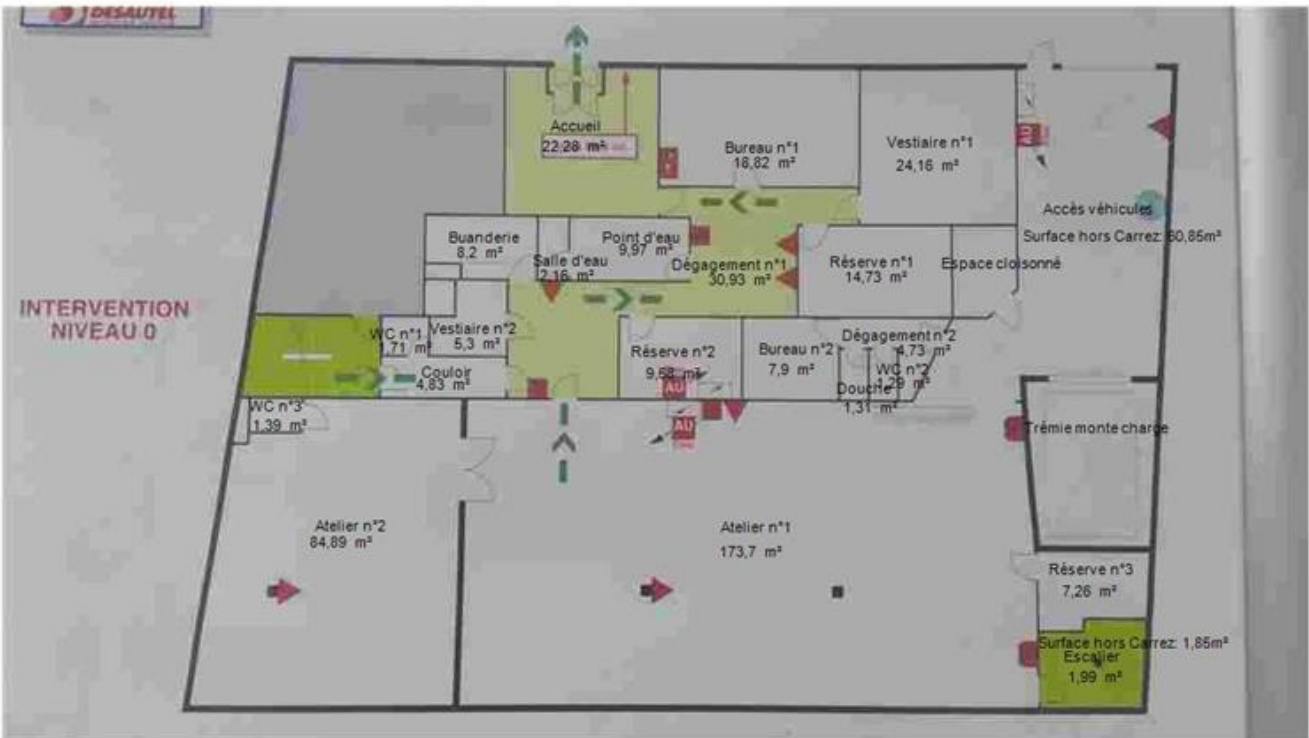 DESAUTEL
INTERVENTION
NIVEAU 0
Accueil
22,28 m²
Bureau n°1
18,82 m²
Vestiaire n°1
24,16 m²
AU
Accès véhicules
Surface hors Carrez: 60,85m²
Buanderie
8,2 m²
Salle d'eau
2,16 m²
Point d'eau
9,97 m²
Dégagement n°1
30,93 m²
Réserve n°1
14,73 m²
Espace cloisonné
WC n°1
1,71 m
Vestiaire n°2
5,3 m²
Couloir
4,83 m²
Réserve n°2
9,68 m²
AU
Bureau n°2
7,9 m²
Dégagement n°2
4,73 m²
WC n°2
1,29 m²
Douche
1,31 m²
WC n°3
1,39 m²
AU
Trémie monte charge
Atelier n°2
84,89 m²
Atelier n°1
173,7 m²
Réserve n°3
7,26 m²
Surface hors Carrez: 1,85m²
Escalier
1,99 m²